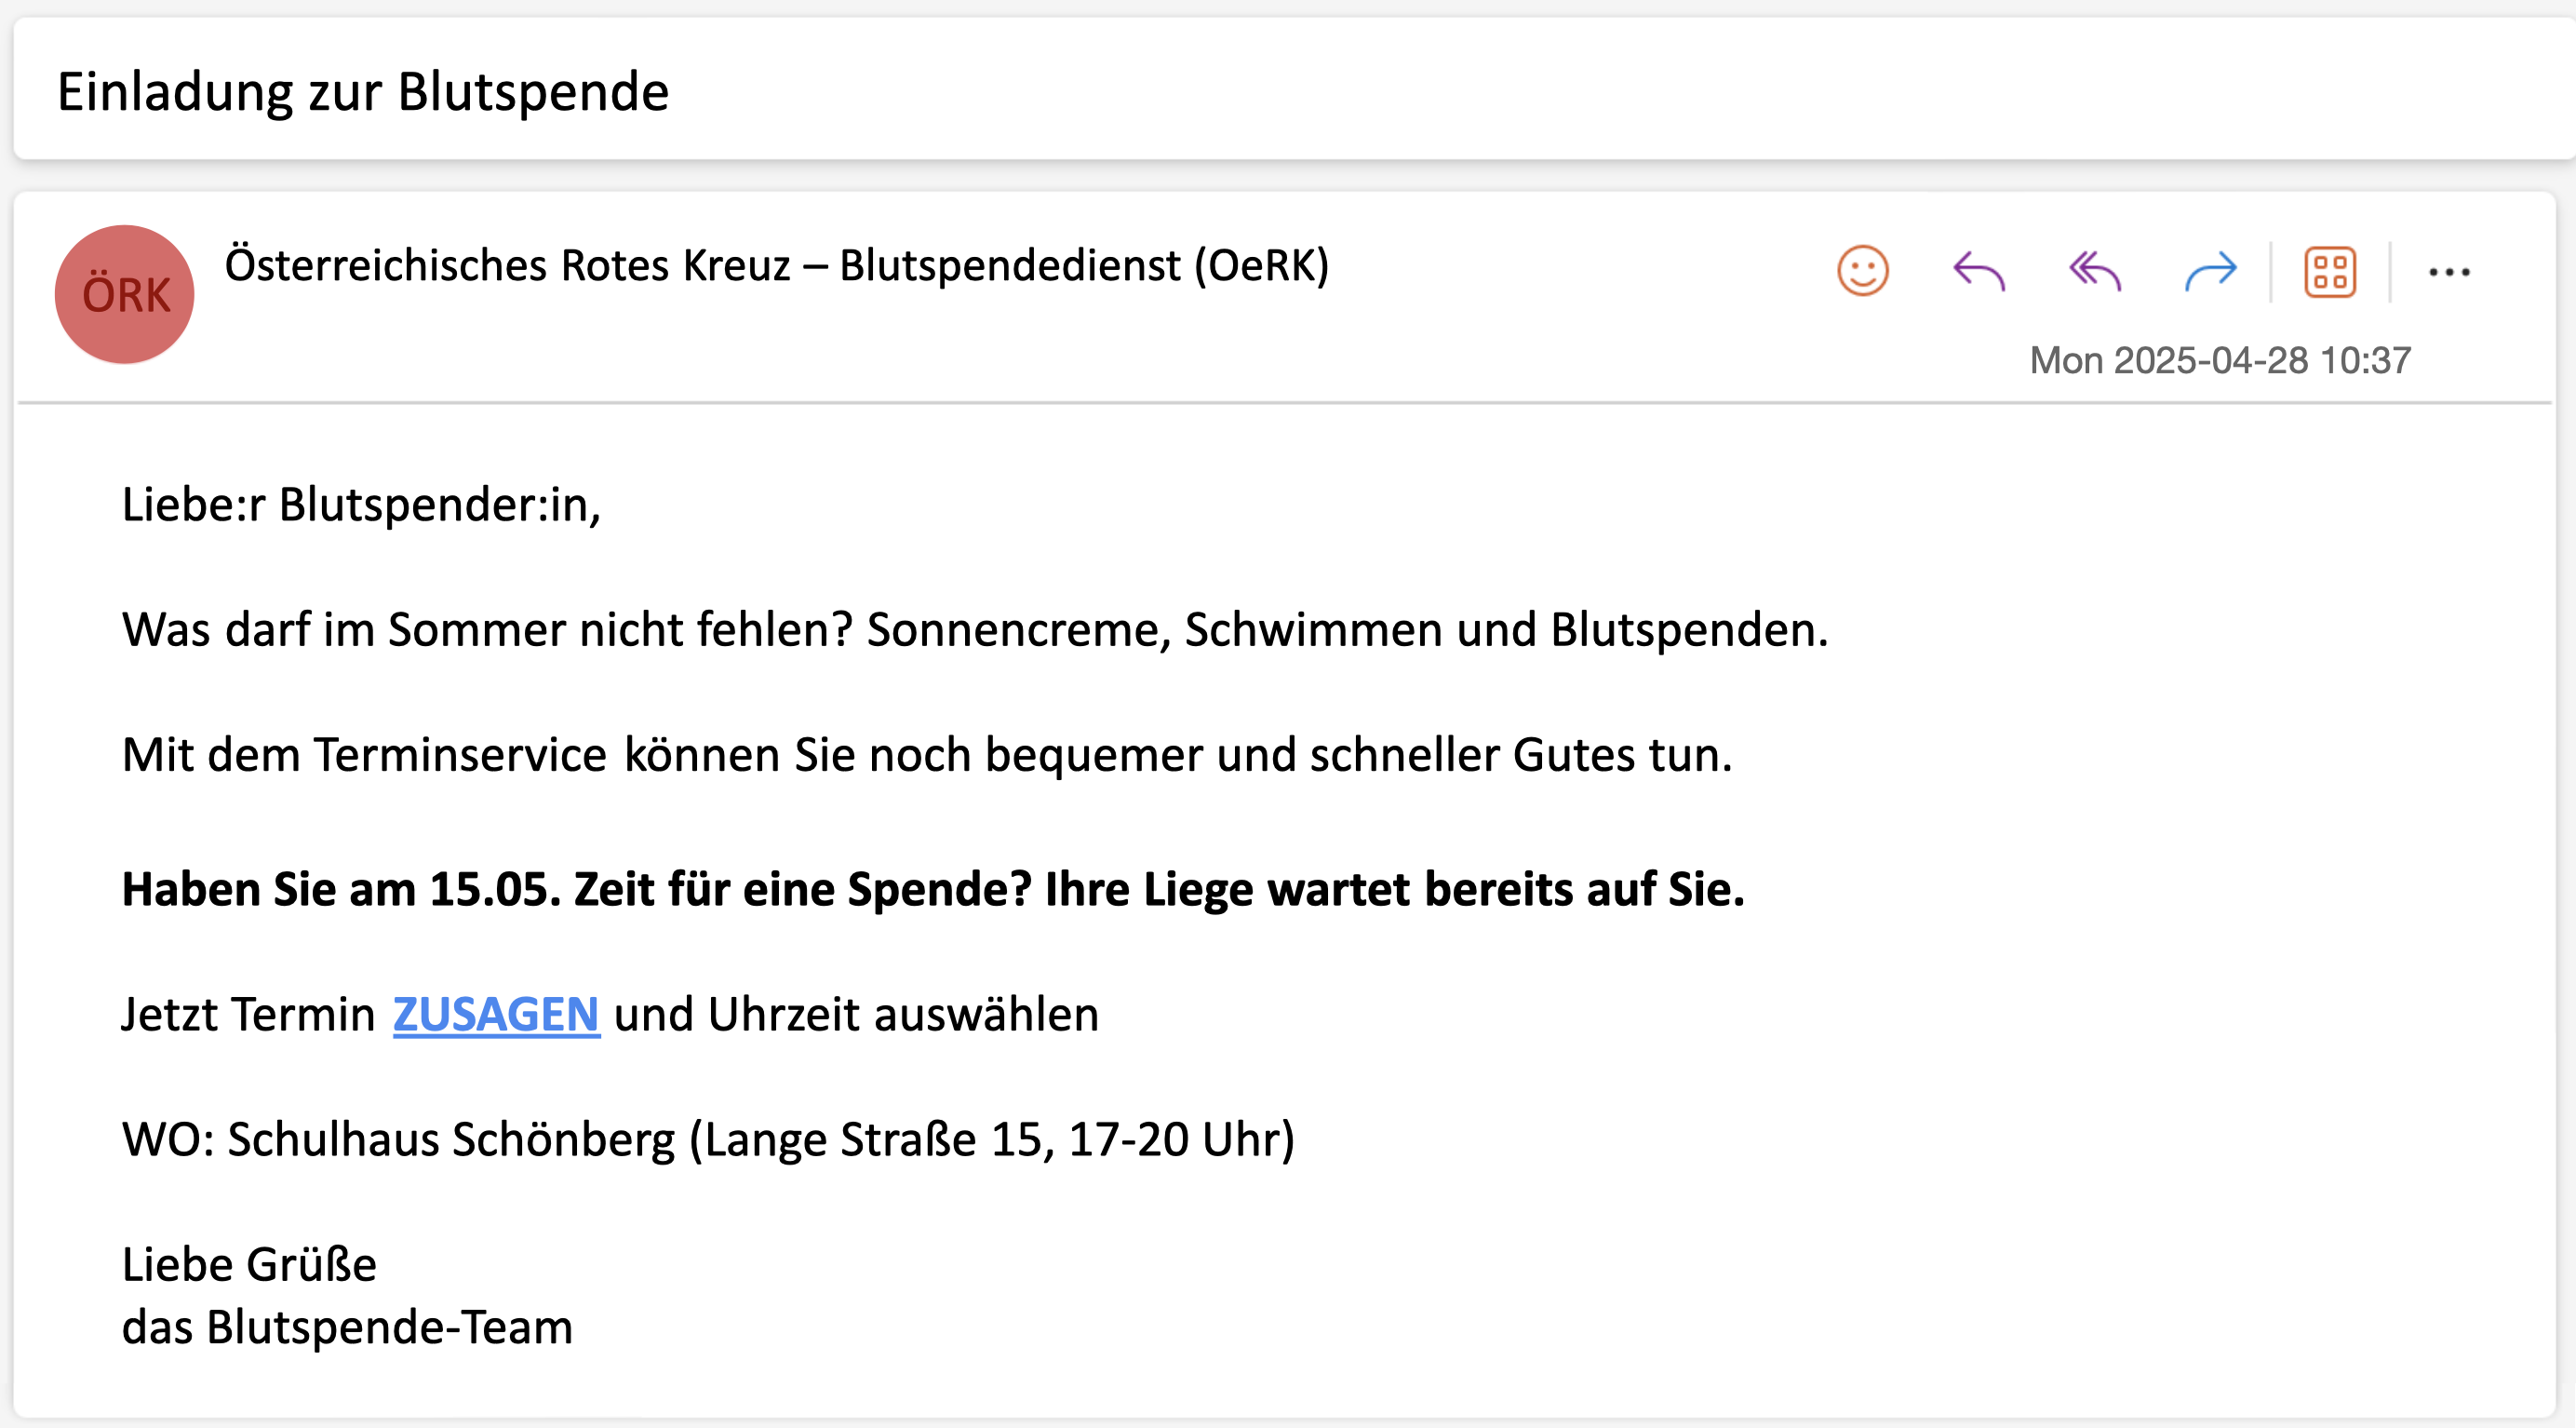 Einladung zur Blutspende
ÖRK
Österreichisches Rotes Kreuz – Blutspendedienst (OeRK)
Mon 2025-04-28 10:37
Liebe:r Blutspender:in,
Was darf im Sommer nicht fehlen? Sonnencreme, Schwimmen und Blutspenden.
Mit dem Terminservice können Sie noch bequemer und schneller Gutes tun.
Haben Sie am 15.05. Zeit für eine Spende? Ihre Liege wartet bereits auf Sie.
Jetzt Termin ZUSAGEN und Uhrzeit auswählen
WO: Schulhaus Schönberg (Lange Straße 15, 17-20 Uhr)
Liebe Grüße
das Blutspende-Team